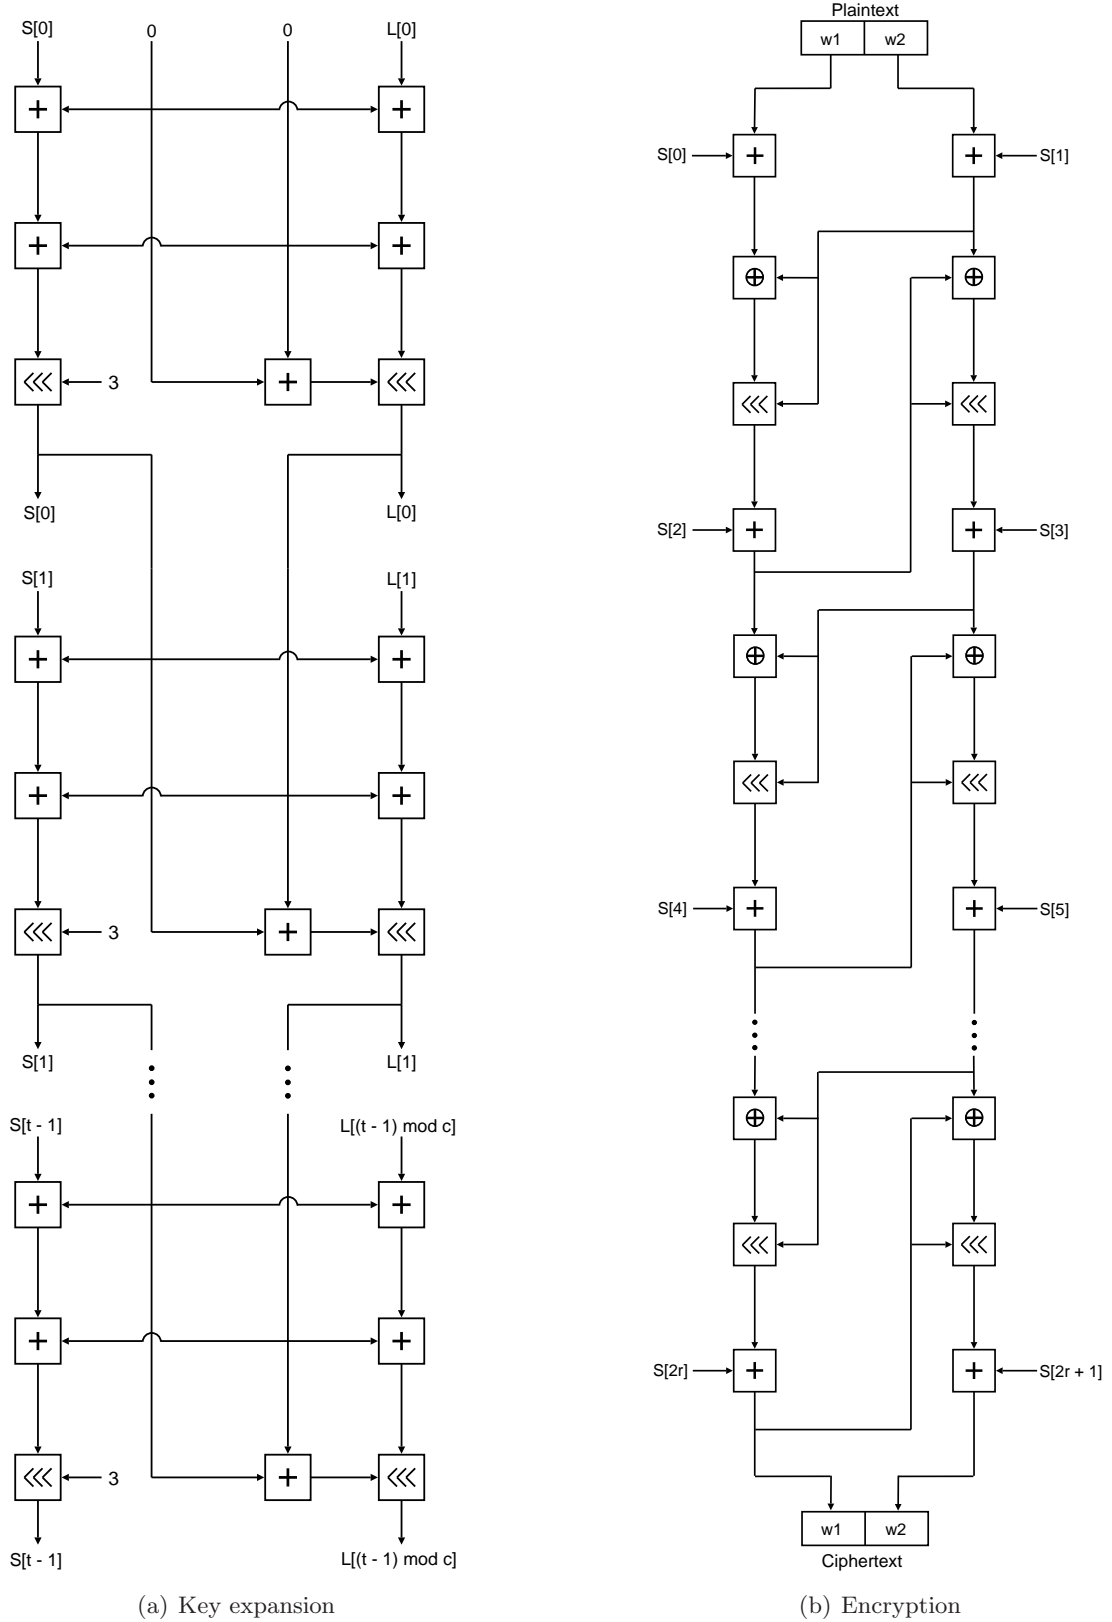 S[0] 0 0 L[0]
+ +
+ +
<<< 3 + <<<
S[0] L[0]
S[1] L[1]
+ +
+ +
<<< 3 + <<<
S[1] L[1]
S[t - 1] L[(t - 1) mod c]
+ +
+ +
<<< 3 + <<<
S[t - 1] L[(t - 1) mod c]
(a) Key expansion
Plaintext
w1 w2
S[0] + + S[1]
⊕ ⊕
<<< <<<
S[2] + + S[3]
⊕ ⊕
<<< <<<
S[4] + + S[5]
⊕ ⊕
<<< <<<
S[2r] + + S[2r + 1]
w1 w2
Ciphertext
(b) Encryption